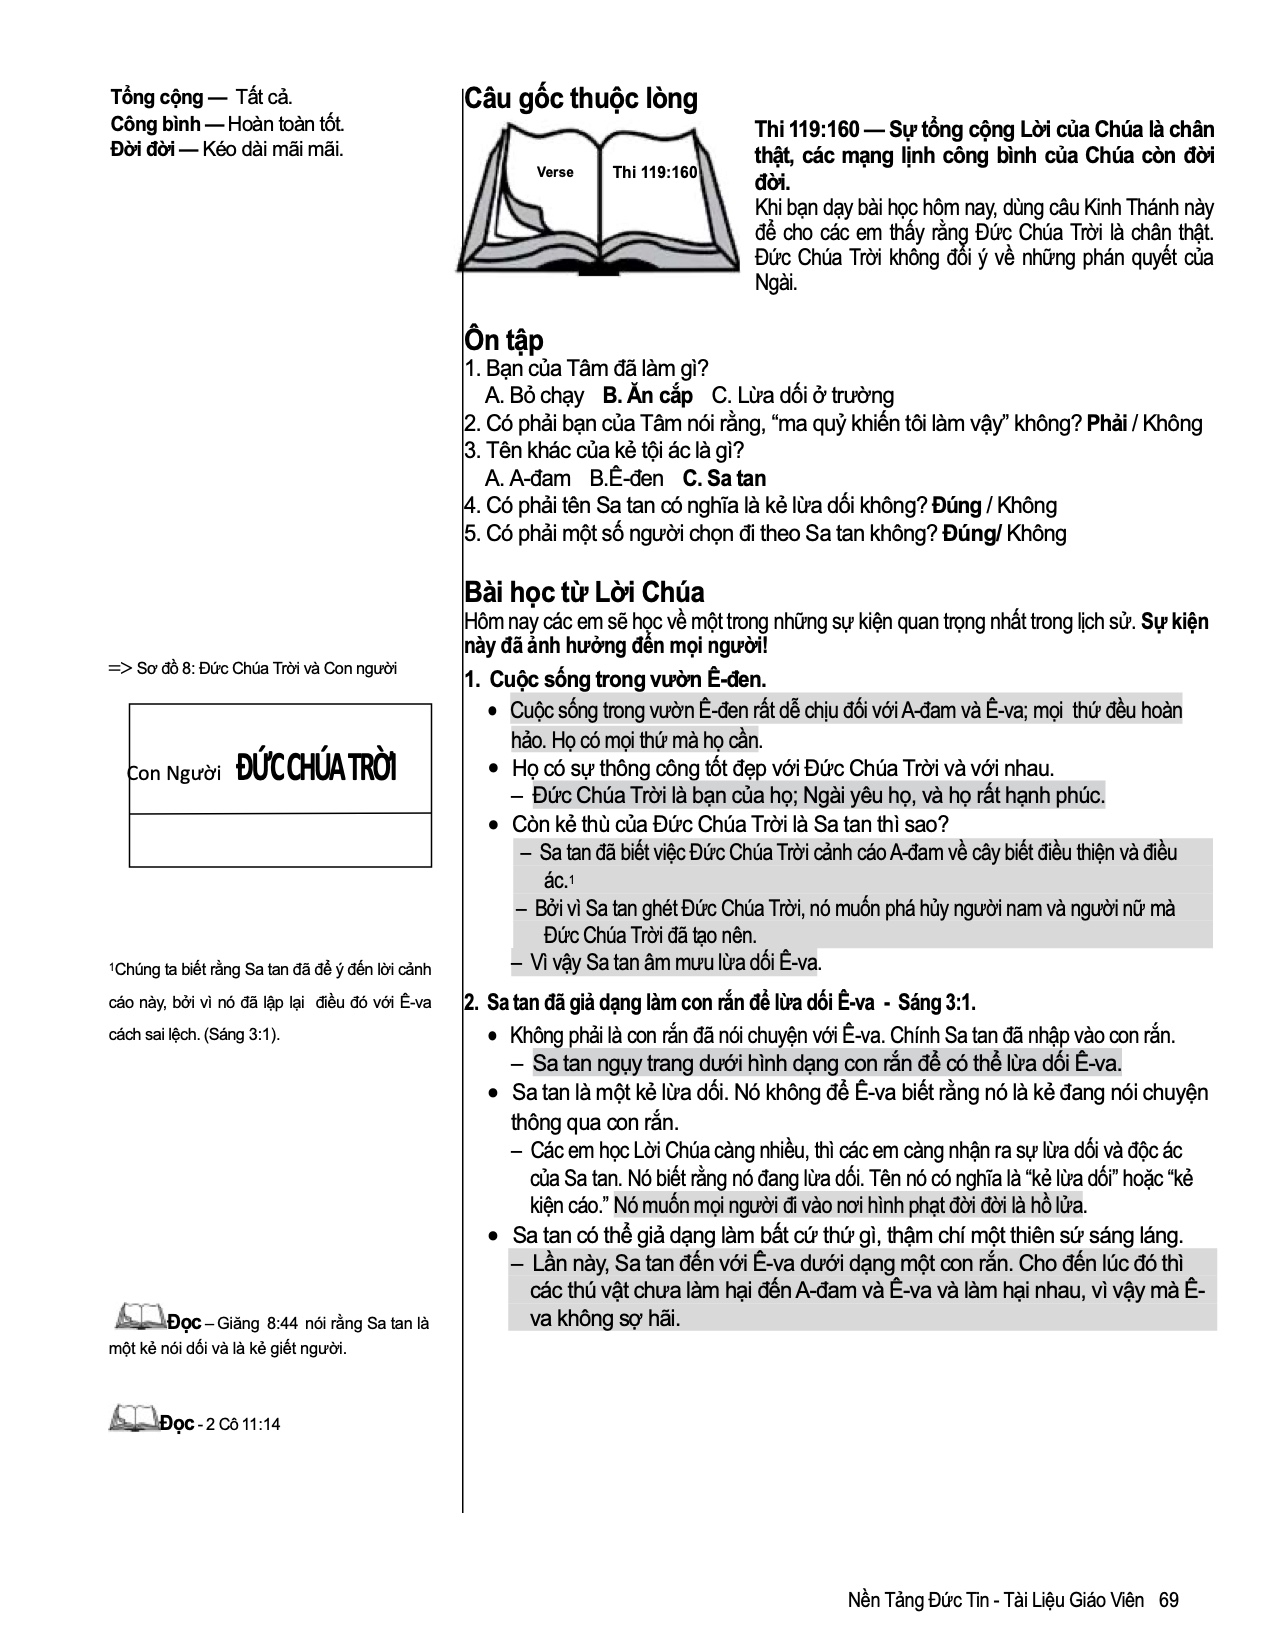 Tổng cộng — Tất cả.
Công bình — Hoàn toàn tốt.
Đời đời — Kéo dài mãi mãi.
=> Sơ đồ 8: Đức Chúa Trời và Con người
Con Người ĐỨC CHÚA TRỜI
¹Chúng ta biết rằng Sa tan đã để ý đến lời cảnh
cáo này, bởi vì nó đã lập lại điều đó với Ê-va
cách sai lệch. (Sáng 3:1).
Đọc – Giăng 8:44 nói rằng Sa tan là
một kẻ nói dối và là kẻ giết người.
Đọc - 2 Cô 11:14
Câu gốc thuộc lòng
Verse Thi 119:160
Thi 119:160 — Sự tổng cộng Lời của Chúa là chân
thật, các mạng lịnh công bình của Chúa còn đời
đời.
Khi bạn dạy bài học hôm nay, dùng câu Kinh Thánh này
để cho các em thấy rằng Đức Chúa Trời là chân thật.
Đức Chúa Trời không đổi ý về những phán quyết của
Ngài.
Ôn tập
1. Bạn của Tâm đã làm gì?
A. Bỏ chạy B. Ăn cắp C. Lừa dối ở trường
2. Có phải bạn của Tâm nói rằng, “ma quỷ khiến tôi làm vậy” không? Phải / Không
3. Tên khác của kẻ tội ác là gì?
A. A-đam B.Ê-đen C. Sa tan
4. Có phải tên Sa tan có nghĩa là kẻ lừa dối không? Đúng / Không
5. Có phải một số người chọn đi theo Sa tan không? Đúng/ Không
Bài học từ Lời Chúa
Hôm nay các em sẽ học về một trong những sự kiện quan trọng nhất trong lịch sử. Sự kiện
này đã ảnh hưởng đến mọi người!
1. Cuộc sống trong vườn Ê-đen.
● Cuộc sống trong vườn Ê-đen rất dễ chịu đối với A-đam và Ê-va; mọi thứ đều hoàn
hảo. Họ có mọi thứ mà họ cần.
● Họ có sự thông công tốt đẹp với Đức Chúa Trời và với nhau.
– Đức Chúa Trời là bạn của họ; Ngài yêu họ, và họ rất hạnh phúc.
● Còn kẻ thù của Đức Chúa Trời là Sa tan thì sao?
– Sa tan đã biết việc Đức Chúa Trời cảnh cáo A-đam về cây biết điều thiện và điều
ác.¹
– Bởi vì Sa tan ghét Đức Chúa Trời, nó muốn phá hủy người nam và người nữ mà
Đức Chúa Trời đã tạo nên.
– Vì vậy Sa tan âm mưu lừa dối Ê-va.
2. Sa tan đã giả dạng làm con rắn để lừa dối Ê-va - Sáng 3:1.
● Không phải là con rắn đã nói chuyện với Ê-va. Chính Sa tan đã nhập vào con rắn.
– Sa tan ngụy trang dưới hình dạng con rắn để có thể lừa dối Ê-va.
● Sa tan là một kẻ lừa dối. Nó không để Ê-va biết rằng nó là kẻ đang nói chuyện
thông qua con rắn.
– Các em học Lời Chúa càng nhiều, thì các em càng nhận ra sự lừa dối và độc ác
của Sa tan. Nó biết rằng nó đang lừa dối. Tên nó có nghĩa là “kẻ lừa dối” hoặc “kẻ
kiện cáo.” Nó muốn mọi người đi vào nơi hình phạt đời đời là hồ lửa.
● Sa tan có thể giả dạng làm bất cứ thứ gì, thậm chí một thiên sứ sáng láng.
– Lần này, Sa tan đến với Ê-va dưới dạng một con rắn. Cho đến lúc đó thì
các thú vật chưa làm hại đến A-đam và Ê-va và làm hại nhau, vì vậy mà Ê-
va không sợ hãi.
Nền Tảng Đức Tin - Tài Liệu Giáo Viên 69